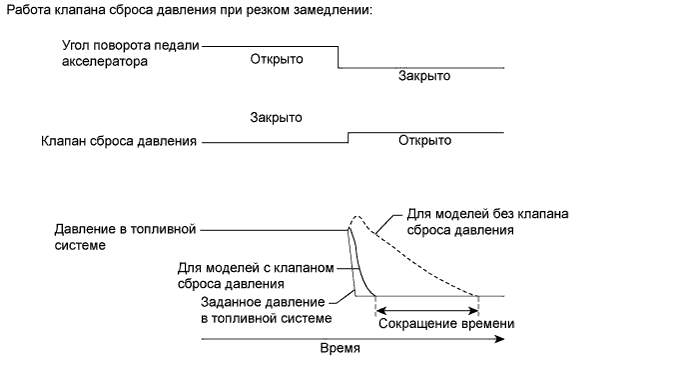 Работа клапана сброса давления при резком замедлении:
Угол поворота педали
акселератора
Открыто
Закрыто
Закрыто
Клапан сброса давления
Открыто
Для моделей без клапана
сброса давления
Давление в топливной
системе
Для моделей с клапаном
сброса давления
Заданное давление
в топливной системе
Сокращение времени
Время